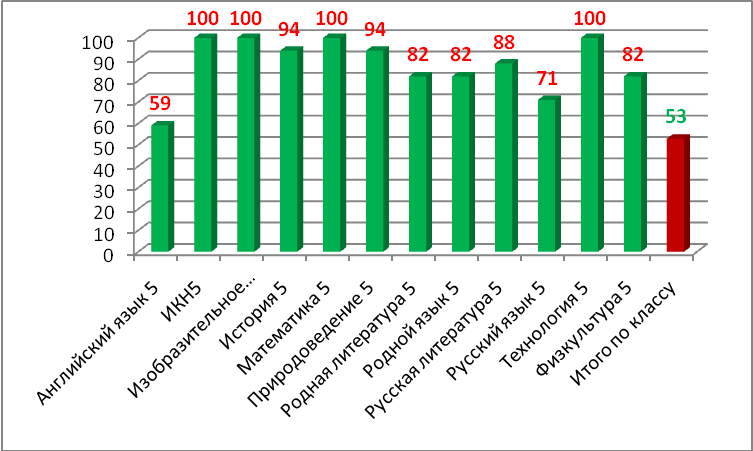 100 100 94 100 94 82 82 88 71 100 82
59 53
100
90
80
70
60
50
40
30
20
10
0
Английский язык 5
ИКН5
Изобразительное...
История 5
Математика 5
Природоведение 5
Родная литература 5
Родной язык 5
Русская литература 5
Русский язык 5
Технология 5
Физкультура 5
Итого по классу